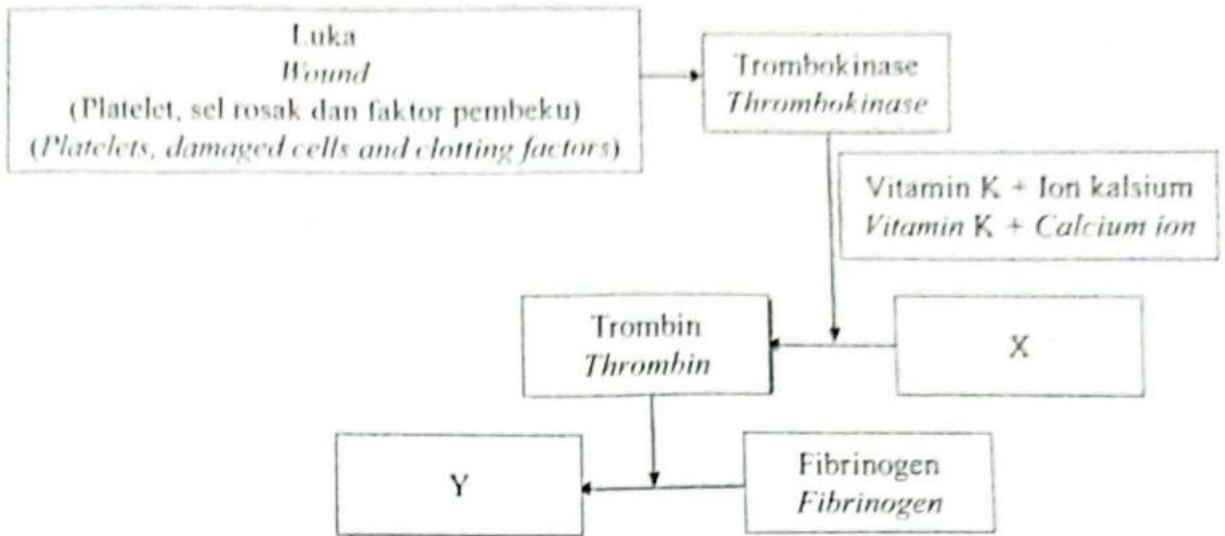 Luka
Wound
(Platelet, sel rosak dan faktor pembeku)
(Platelets, damaged cells and clotting factors)
Trombokinase
Thrombokinase
Vitamin K + Ion kalsium
Vitamin K + Calcium ion
Trombin
Thrombin
X
Y
Fibrinogen
Fibrinogen